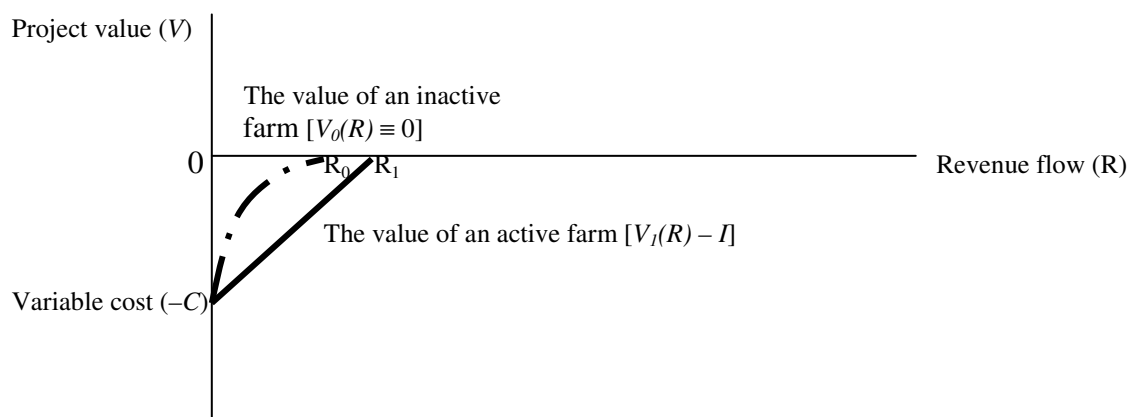 Project value (V)
The value of an inactive
farm [V₀(R) ≡ 0]
0
R₀
R₁
Revenue flow (R)
The value of an active farm [V₁(R) – I]
Variable cost (–C)